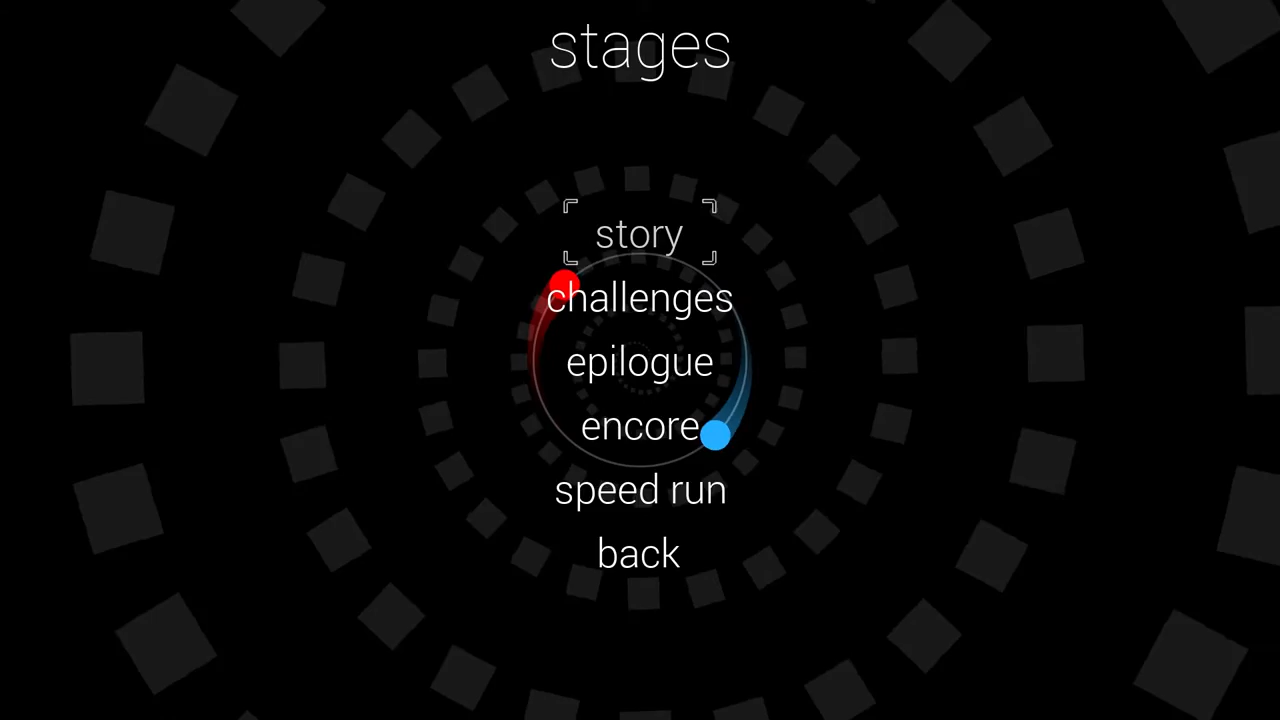 stages
story
challenges
epilogue
encore
speed run
back